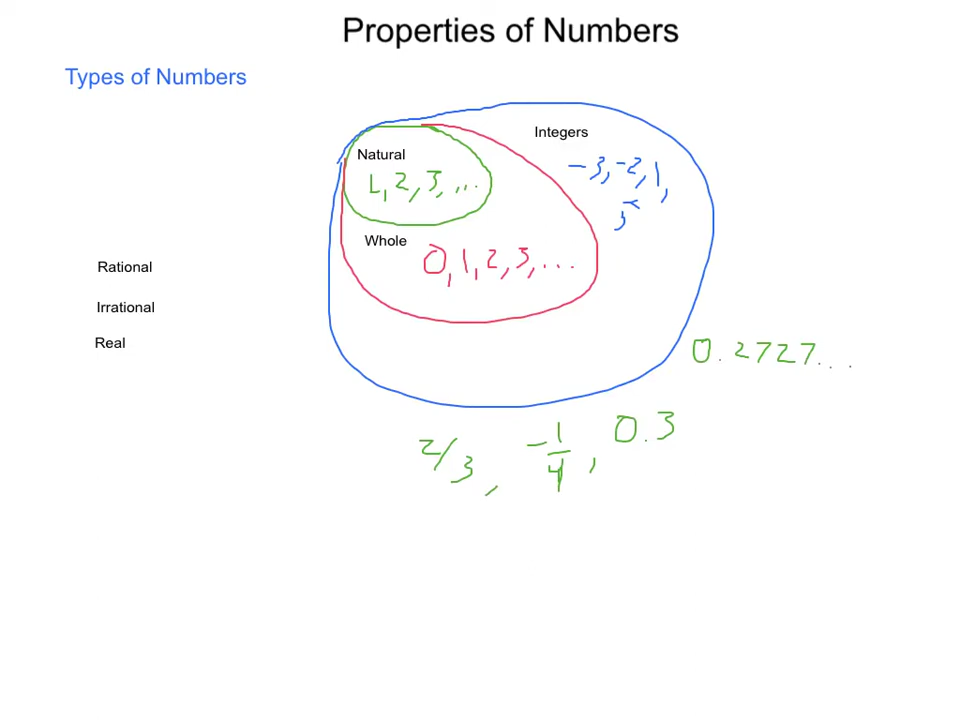 Properties of Numbers
Types of Numbers
Integers
Natural
-3, -2, 1,
1, 2, 3, ...
Whole
0, 1, 2, 3, ...
Rational
Irrational
Real
0.2727...
2/3, -1/4, 0.3